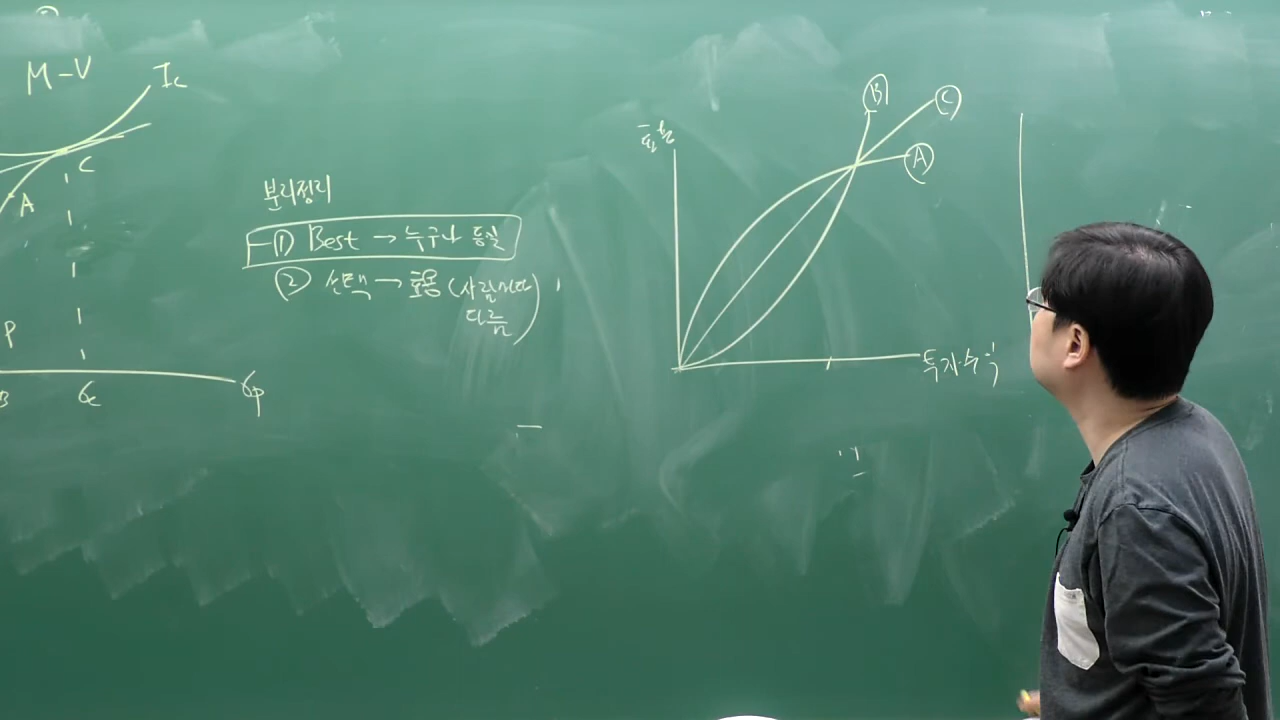 M-V
Ic
C
A
P
σc
σp
분리정리
① Best → 누구나 동일
② 선택 → 효용 (사람마다
다름)
효용
B
C
A
투자수익